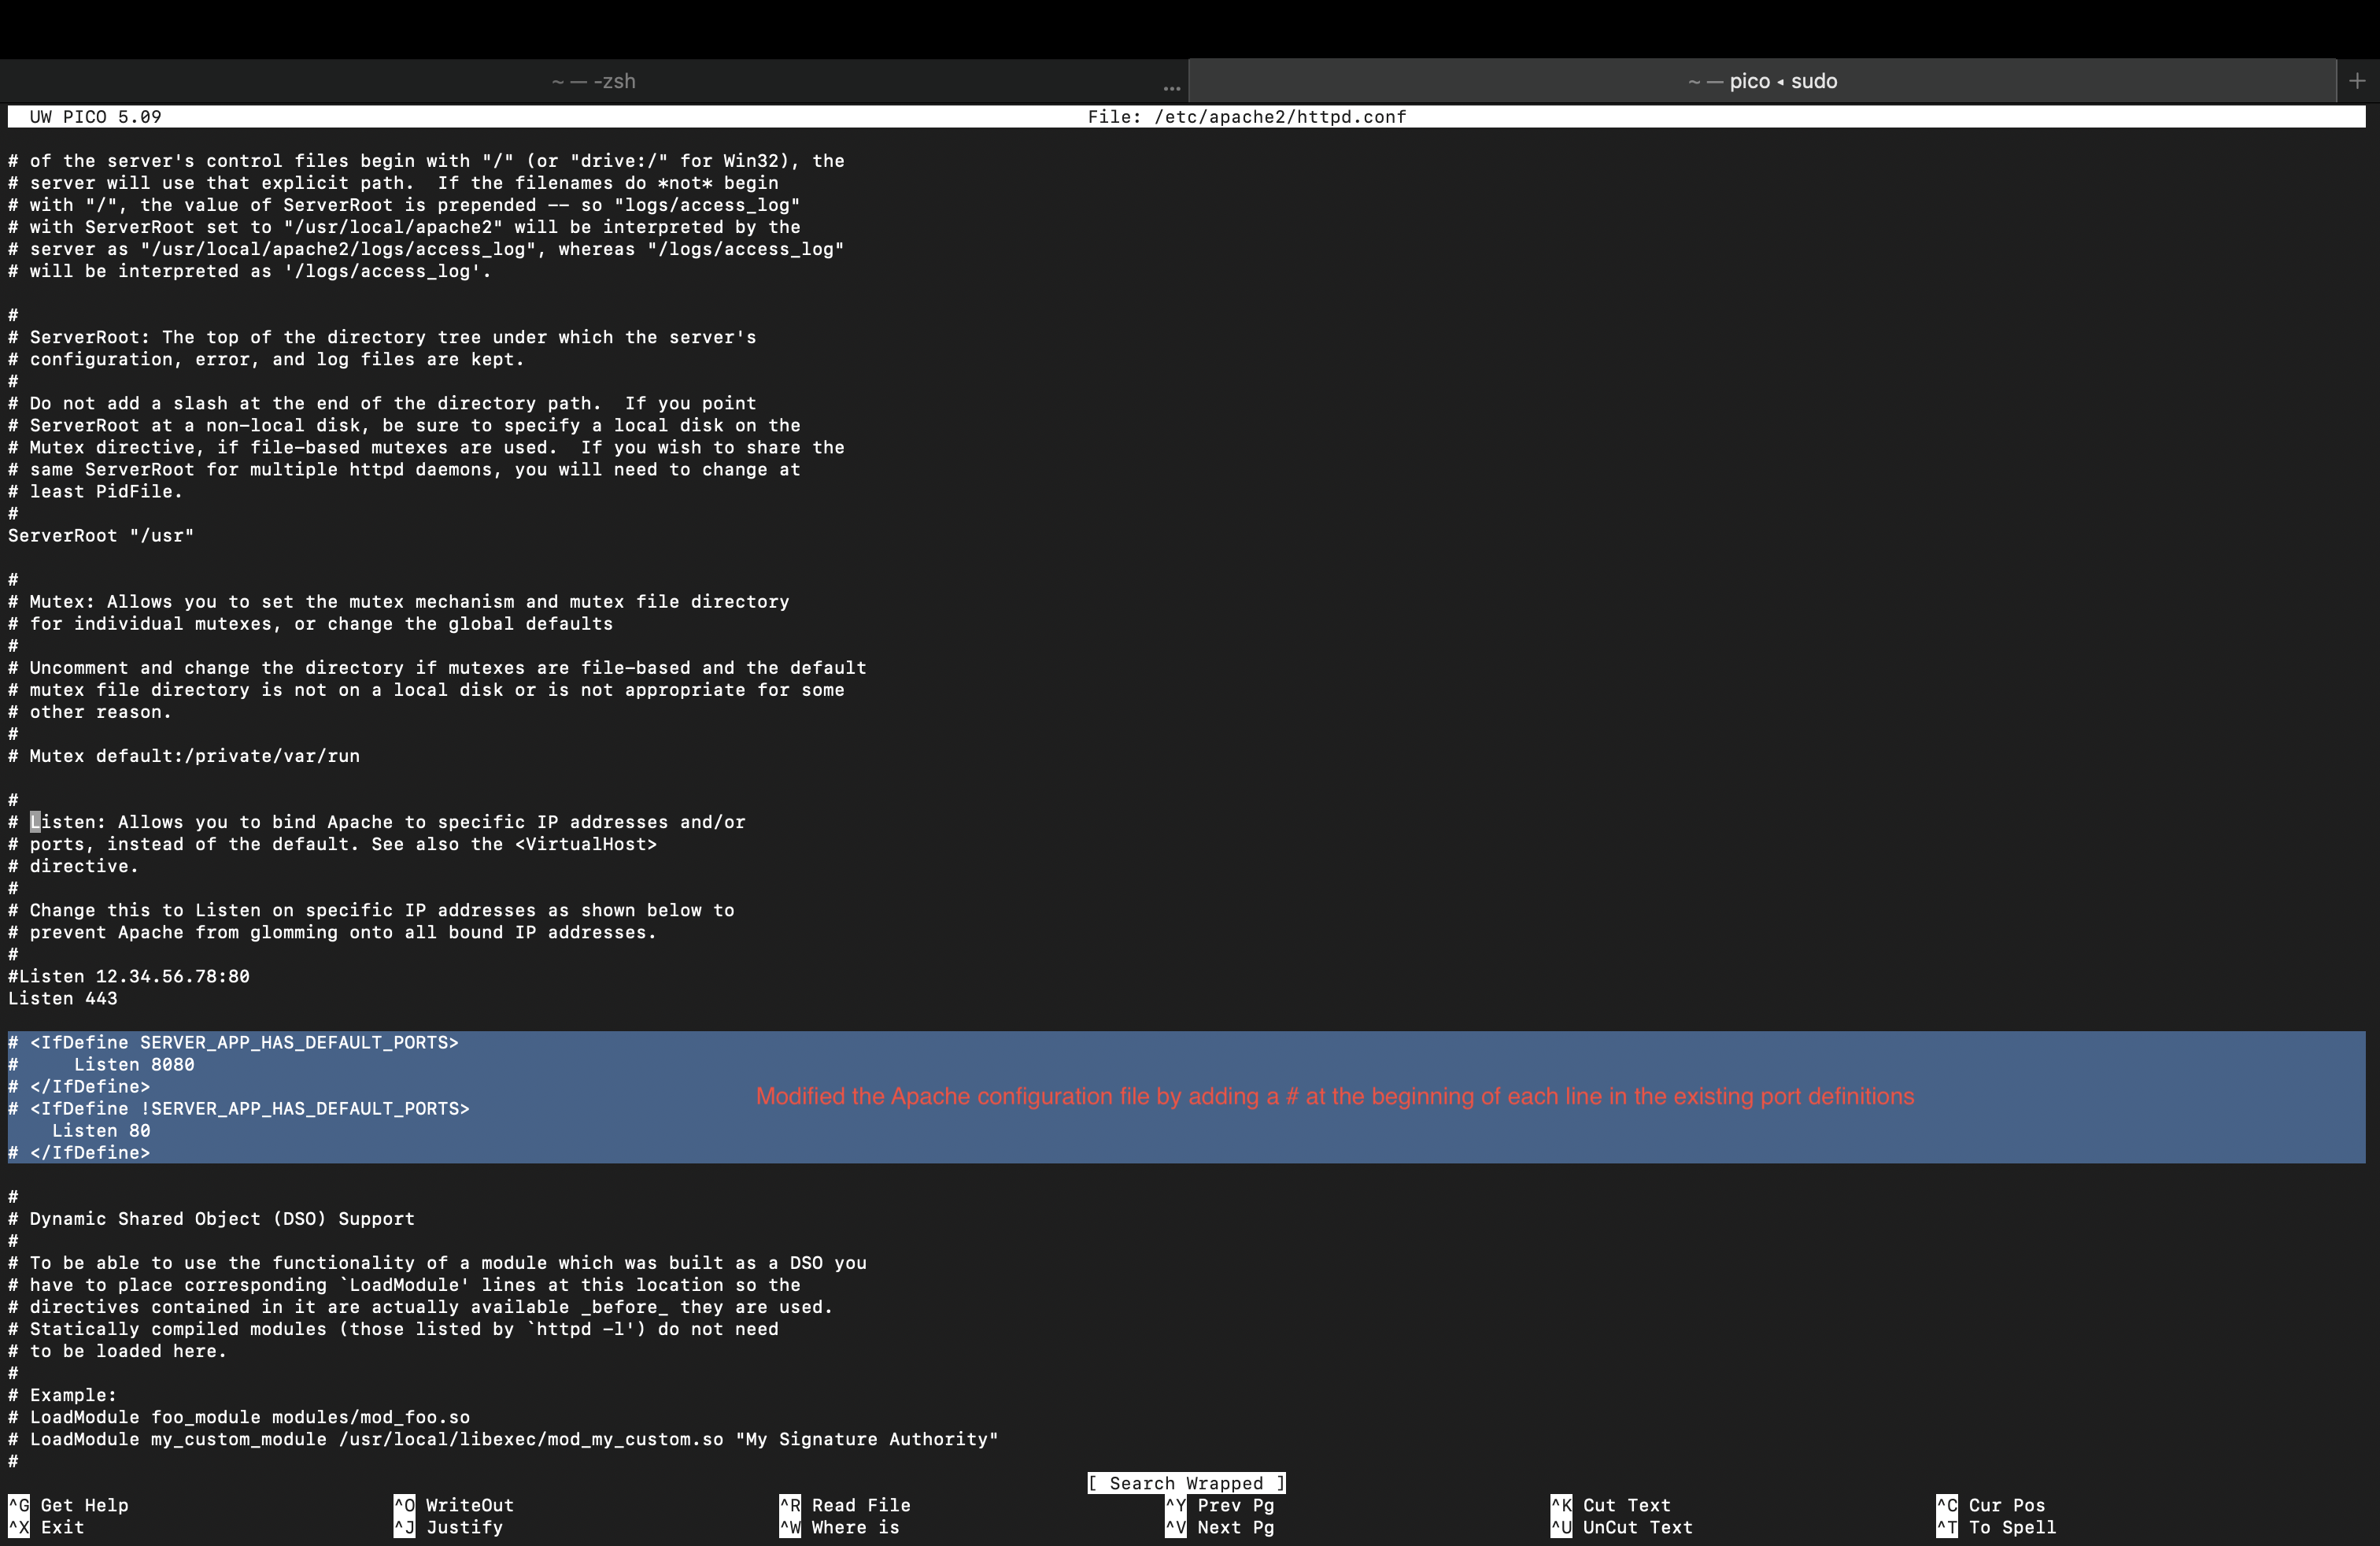 ~ — -zsh
...
~ — pico ◂ sudo
+
UW PICO 5.09 File: /etc/apache2/httpd.conf
# of the server's control files begin with "/" (or "drive:/" for Win32), the
# server will use that explicit path.  If the filenames do *not* begin
# with "/", the value of ServerRoot is prepended -- so "logs/access_log"
# with ServerRoot set to "/usr/local/apache2" will be interpreted by the
# server as "/usr/local/apache2/logs/access_log", whereas "/logs/access_log"
# will be interpreted as '/logs/access_log'.
#
# ServerRoot: The top of the directory tree under which the server's
# configuration, error, and log files are kept.
#
# Do not add a slash at the end of the directory path.  If you point
# ServerRoot at a non-local disk, be sure to specify a local disk on the
# Mutex directive, if file-based mutexes are used.  If you wish to share the
# same ServerRoot for multiple httpd daemons, you will need to change at
# least PidFile.
#
ServerRoot "/usr"
#
# Mutex: Allows you to set the mutex mechanism and mutex file directory
# for individual mutexes, or change the global defaults
#
# Uncomment and change the directory if mutexes are file-based and the default
# mutex file directory is not on a local disk or is not appropriate for some
# other reason.
#
# Mutex default:/private/var/run
#
# Listen: Allows you to bind Apache to specific IP addresses and/or
# ports, instead of the default. See also the <VirtualHost>
# directive.
#
# Change this to Listen on specific IP addresses as shown below to
# prevent Apache from glomming onto all bound IP addresses.
#
#Listen 12.34.56.78:80
Listen 443
# <IfDefine SERVER_APP_HAS_DEFAULT_PORTS>
#     Listen 8080
# </IfDefine>
Modified the Apache configuration file by adding a # at the beginning of each line in the existing port definitions
# <IfDefine !SERVER_APP_HAS_DEFAULT_PORTS>
    Listen 80
# </IfDefine>
#
# Dynamic Shared Object (DSO) Support
#
# To be able to use the functionality of a module which was built as a DSO you
# have to place corresponding `LoadModule' lines at this location so the
# directives contained in it are actually available _before_ they are used.
# Statically compiled modules (those listed by `httpd -l') do not need
# to be loaded here.
#
# Example:
# LoadModule foo_module modules/mod_foo.so
# LoadModule my_custom_module /usr/local/libexec/mod_my_custom.so "My Signature Authority"
#
[ Search Wrapped ]
^G Get Help ^O WriteOut ^R Read File ^Y Prev Pg ^K Cut Text ^C Cur Pos
^X Exit ^J Justify ^W Where is ^V Next Pg ^U UnCut Text ^T To Spell